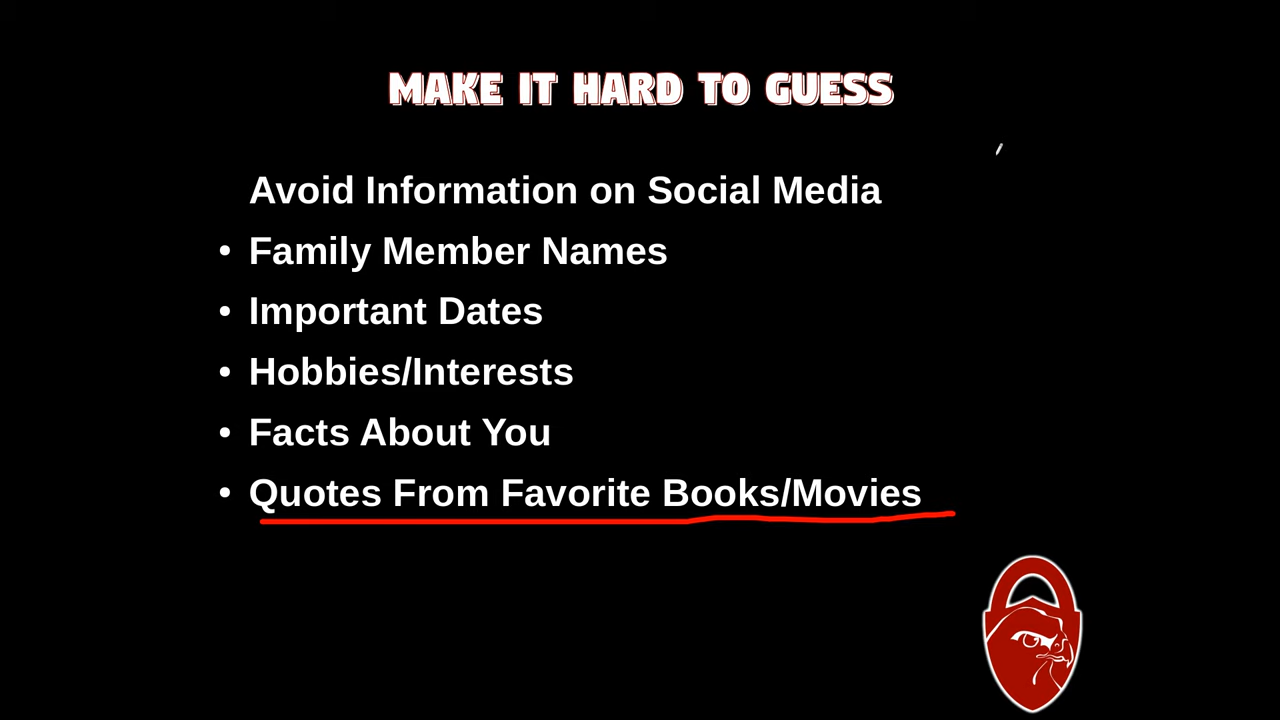 MAKE IT HARD TO GUESS
Avoid Information on Social Media
• Family Member Names
• Important Dates
• Hobbies/Interests
• Facts About You
• Quotes From Favorite Books/Movies